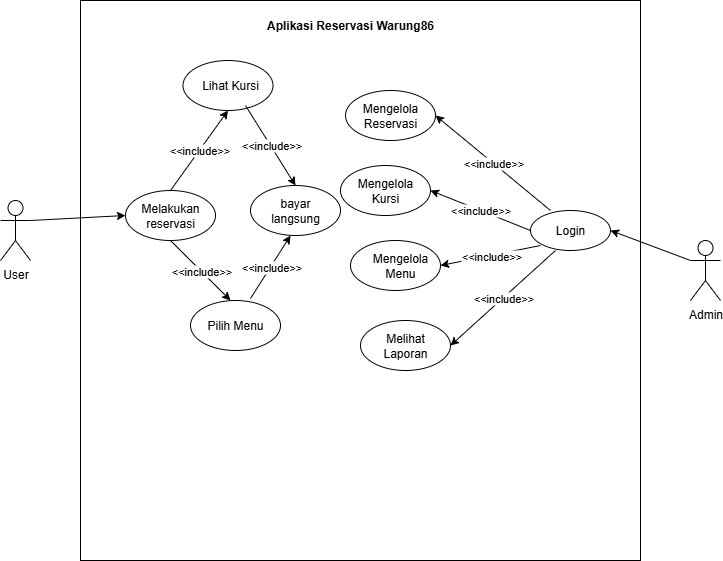 Aplikasi Reservasi Warung86
Lihat Kursi
Mengelola
Reservasi
<<include>>
<<include>>
<<include>>
Mengelola
Kursi
Melakukan
reservasi
bayar
langsung
<<include>>
Login
User
<<include>>
<<include>>
Mengelola
Menu
<<include>>
<<include>>
Pilih Menu
Admin
Melihat
Laporan